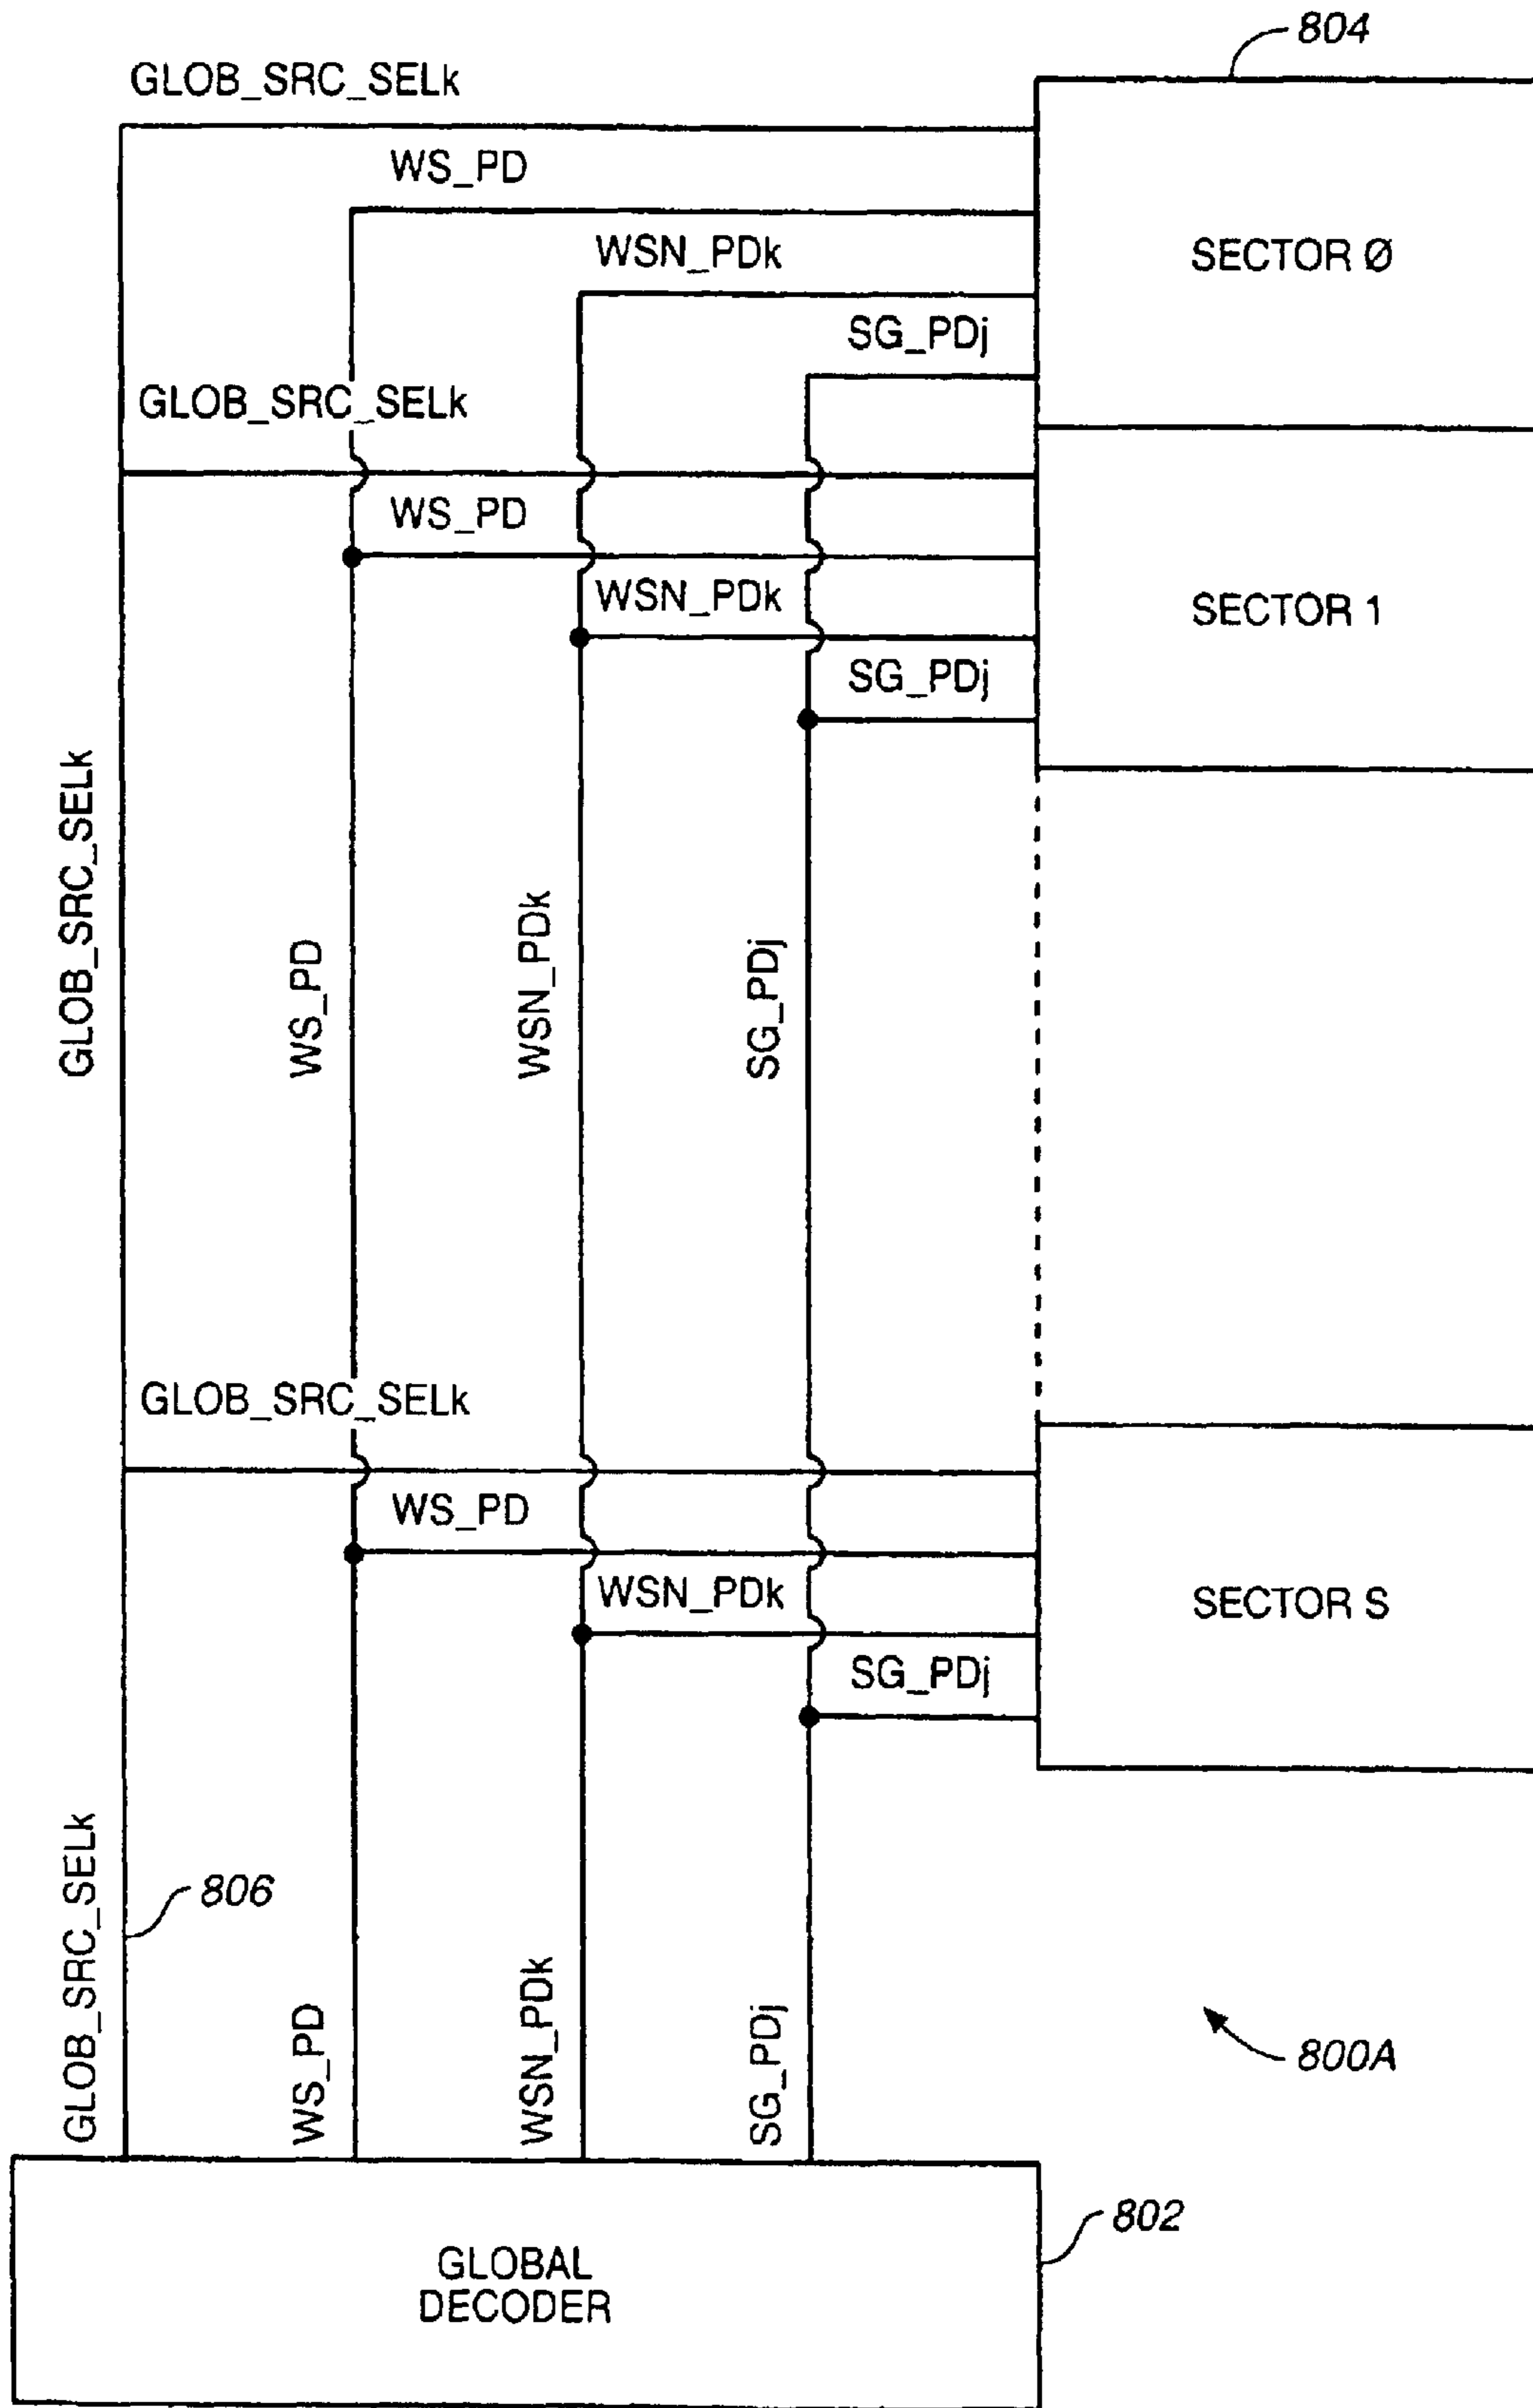 804
GLOB_SRC_SELk
WS_PD
WSN_PDk
SECTOR Ø
SG_PDj
GLOB_SRC_SELk
WS_PD
WSN_PDk
SECTOR 1
SG_PDj
GLOB_SRC_SELk
WS_PD
WSN_PDk
SG_PDj
GLOB_SRC_SELk
WS_PD
WSN_PDk
SECTOR S
SG_PDj
GLOB_SRC_SELk
806
WS_PD
WSN_PDk
SG_PDj
800A
802
GLOBAL
DECODER